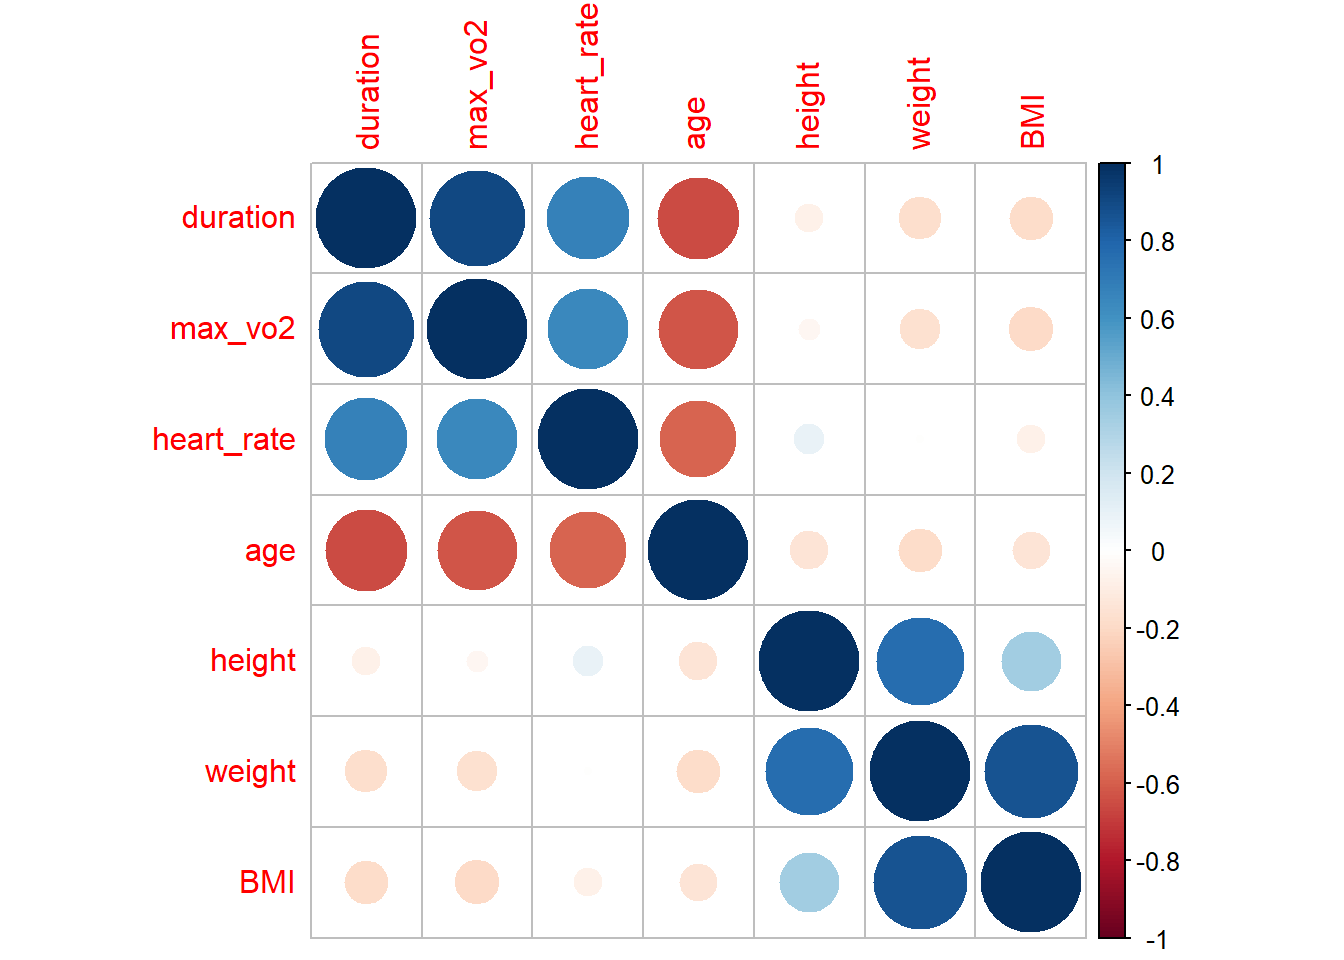 duration
max_vo2
heart_rate
age
height
weight
BMI
duration
max_vo2
heart_rate
age
height
weight
BMI
1
0.8
0.6
0.4
0.2
0
-0.2
-0.4
-0.6
-0.8
-1